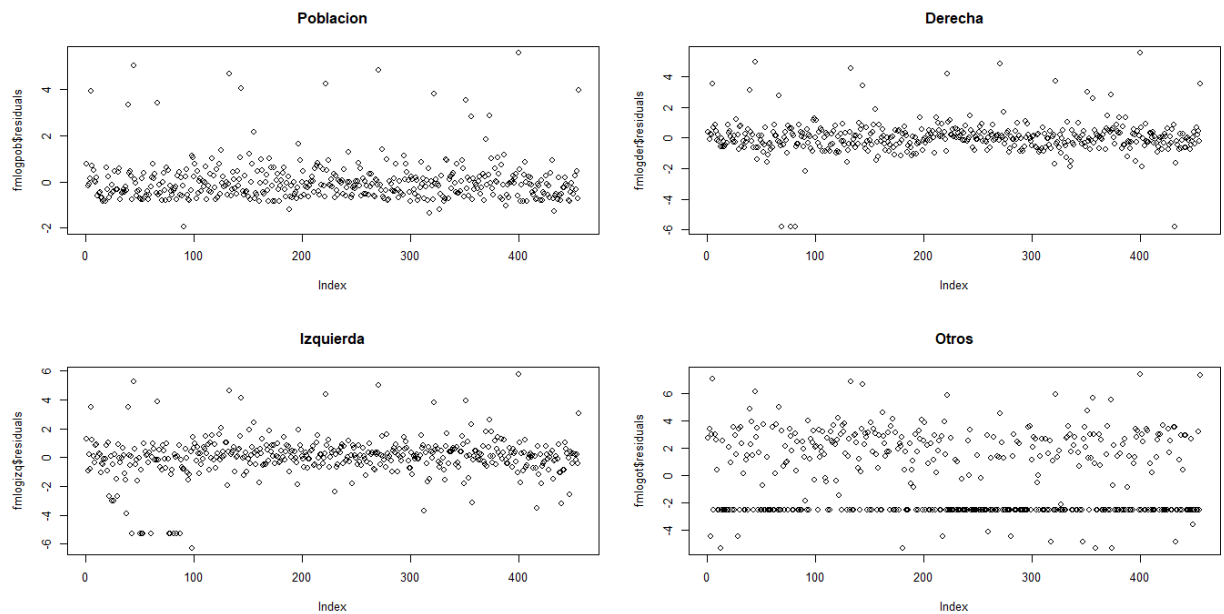 Poblacion
fmlogpob$residuals
4
2
0
-2
0 100 200 300 400
Index
Derecha
fmlogder$residuals
4
2
0
-2
-4
-6
0 100 200 300 400
Index
Izquierda
fmlogizq$residuals
6
4
2
0
-2
-4
-6
0 100 200 300 400
Index
Otros
fmlogot$residuals
6
4
2
0
-2
-4
0 100 200 300 400
Index